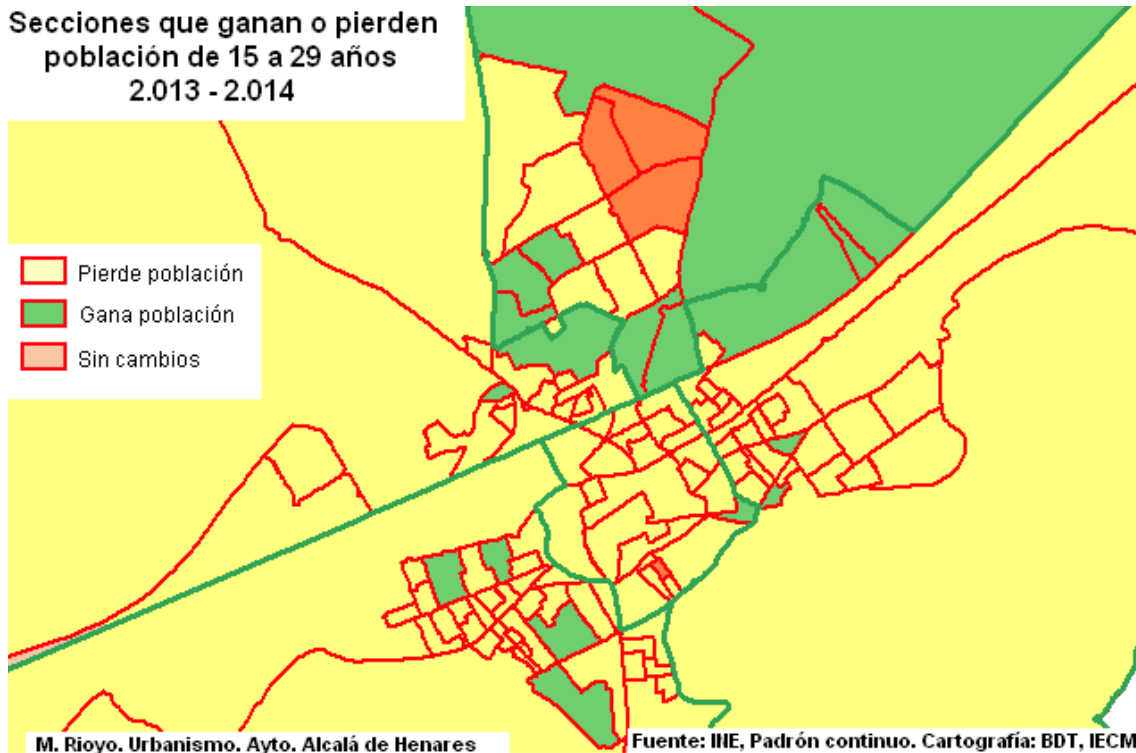 Secciones que ganan o pierden
población de 15 a 29 años
2.013 - 2.014
Pierde población
Gana población
Sin cambios
M. Rioyo. Urbanismo. Ayto. Alcalá de Henares
Fuente: INE, Padrón continuo. Cartografía: BDT, IECM